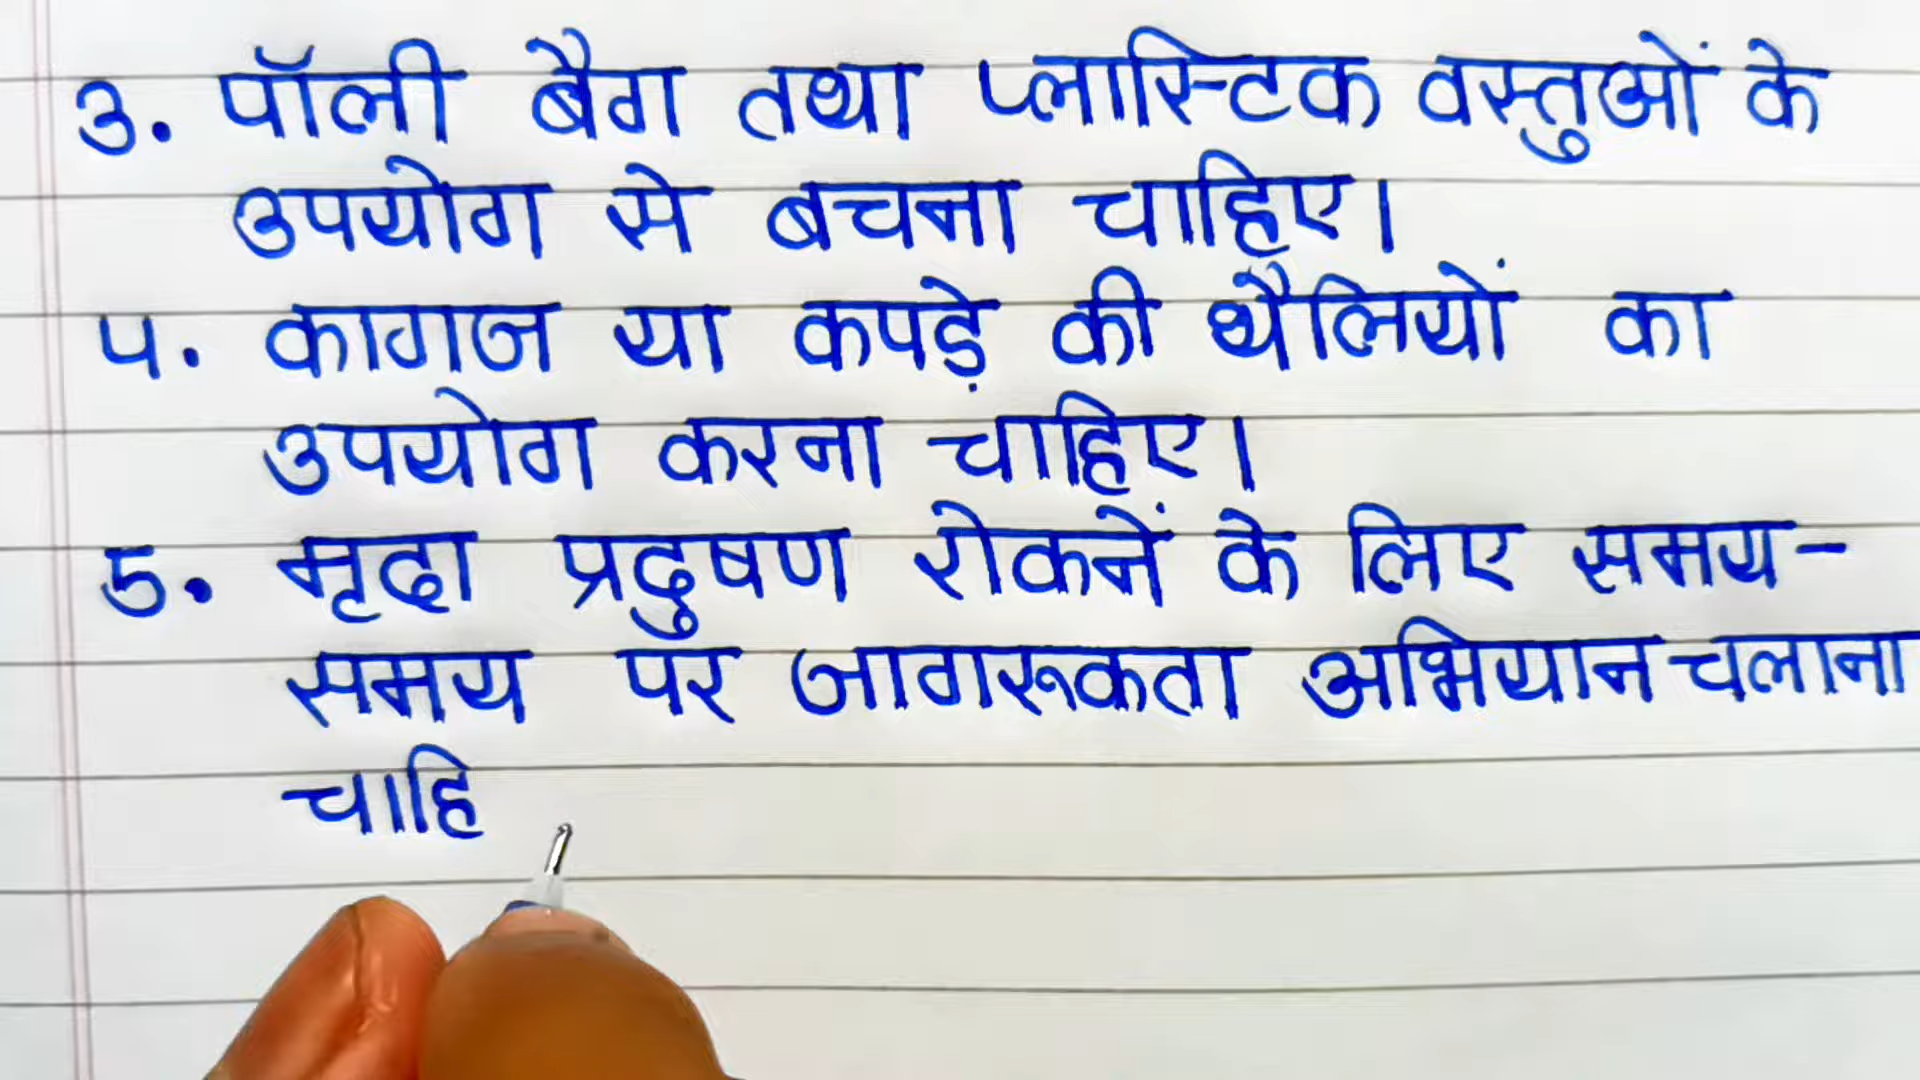 3. पॉली बैग तथा प्लास्टिक वस्तुओं के
उपयोग से बचना चाहिए।
4. कागज या कपड़े की थैलियों का
उपयोग करना चाहिए।
5. मृदा प्रदुषण रोकनें के लिए समय-
समय पर जागरूकता अभियान चलाना
चाहि